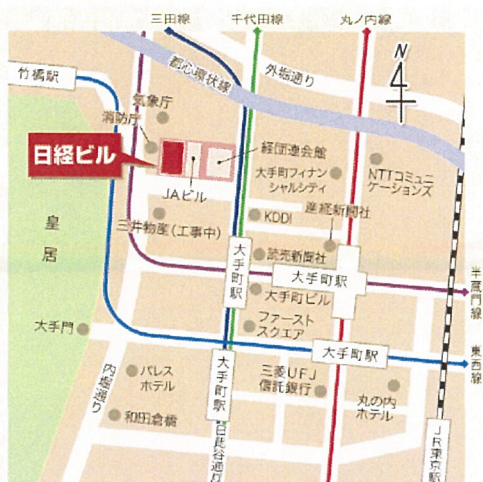 三田線
千代田線
丸ノ内線
N
外堀通り
都心環状線
竹橋駅
気象庁
消防庁
日経ビル
経団連会館
大手町フィナン
シャルシティ
NTTコミュニ
ケーションズ
JAビル
KDDI
産経新聞社
三井物産(工事中)
皇居
読売新聞社
大手町駅
大手町駅
半蔵門線
大手町ビル
ファースト
スクエア
大手門
大手町駅
東西線
大手町駅
パレス
ホテル
三菱UFJ
信託銀行
丸の内
ホテル
内堀通り
和田倉橋
日比谷通り
JR東京駅